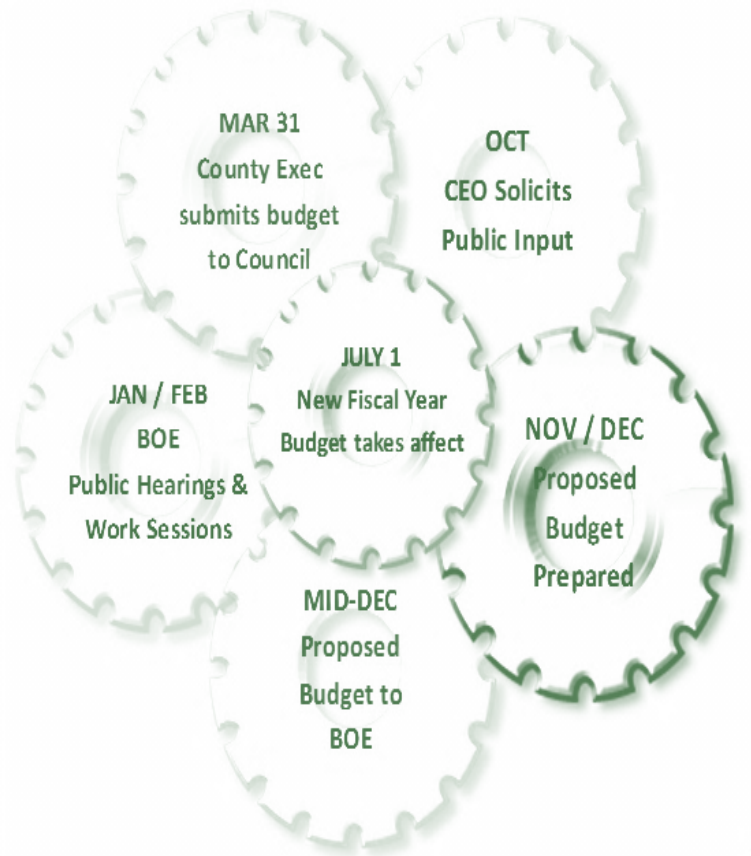 MAR 31
County Exec
submits budget
to Council
OCT
CEO Solicits
Public Input
JULY 1
New Fiscal Year
Budget takes affect
JAN / FEB
BOE
Public Hearings &
Work Sessions
NOV / DEC
Proposed
Budget
Prepared
MID-DEC
Proposed
Budget to
BOE